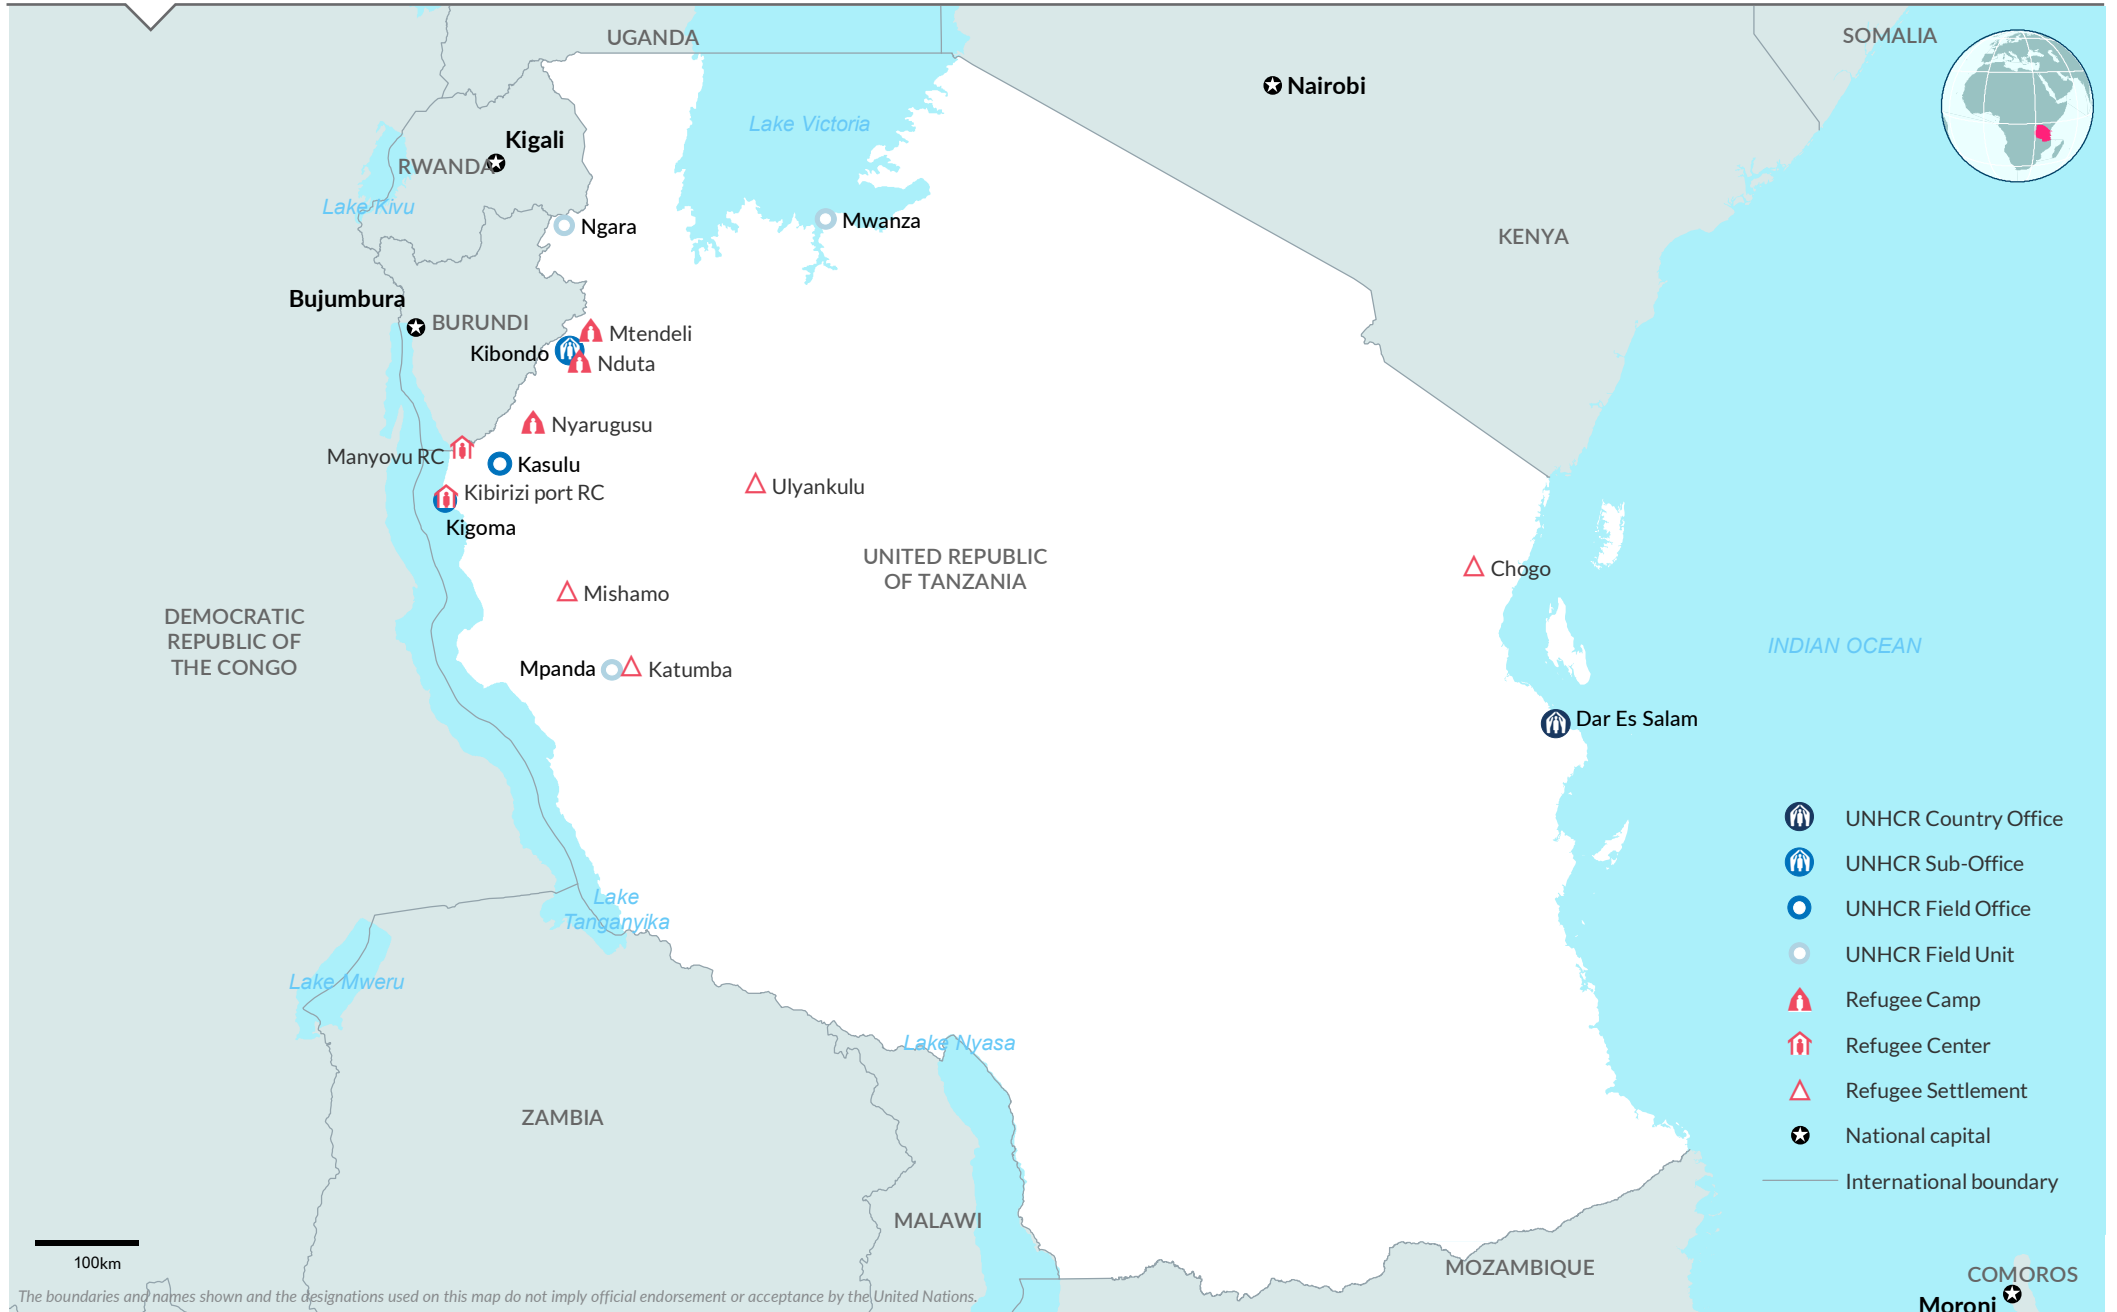 UGANDA
SOMALIA
Nairobi
Lake Victoria
Kigali
RWANDA
Lake Kivu
Ngara
Mwanza
KENYA
Bujumbura
BURUNDI
Mtendeli
Kibondo
Nduta
Nyarugusu
Manyovu RC
Kasulu
Kibirizi port RC
Ulyankulu
Kigoma
UNITED REPUBLIC
OF TANZANIA
Chogo
Mishamo
DEMOCRATIC
REPUBLIC OF
THE CONGO
INDIAN OCEAN
Mpanda
Katumba
Dar Es Salam
UNHCR Country Office
UNHCR Sub-Office
UNHCR Field Office
UNHCR Field Unit
Refugee Camp
Refugee Center
Refugee Settlement
National capital
International boundary
Lake
Tanganyika
Lake Mweru
Lake Nyasa
ZAMBIA
MALAWI
MOZAMBIQUE
COMOROS
Moroni
100km
The boundaries and names shown and the designations used on this map do not imply official endorsement or acceptance by the United Nations.